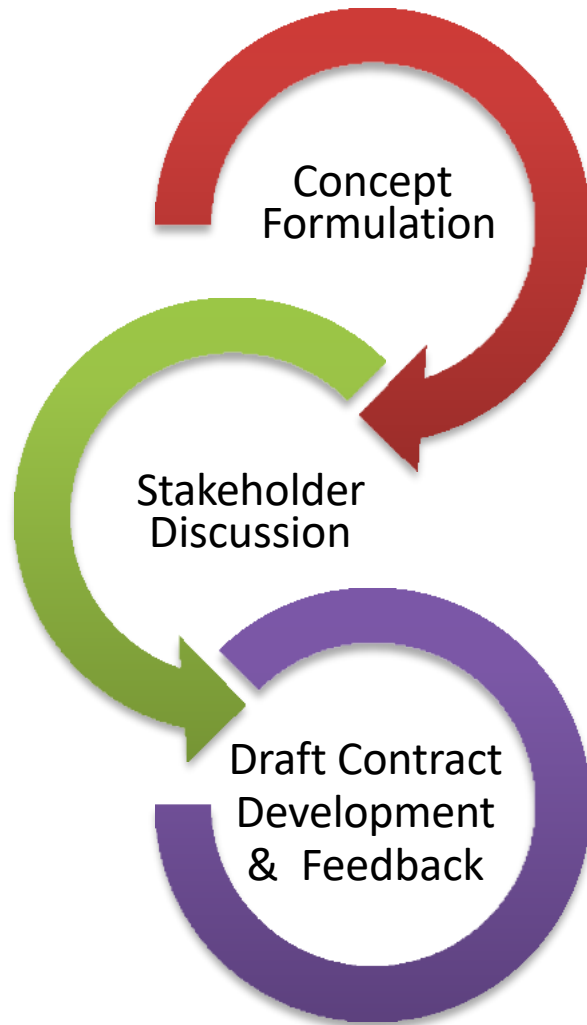 Concept
Formulation
Stakeholder
Discussion
Draft Contract
Development
& Feedback